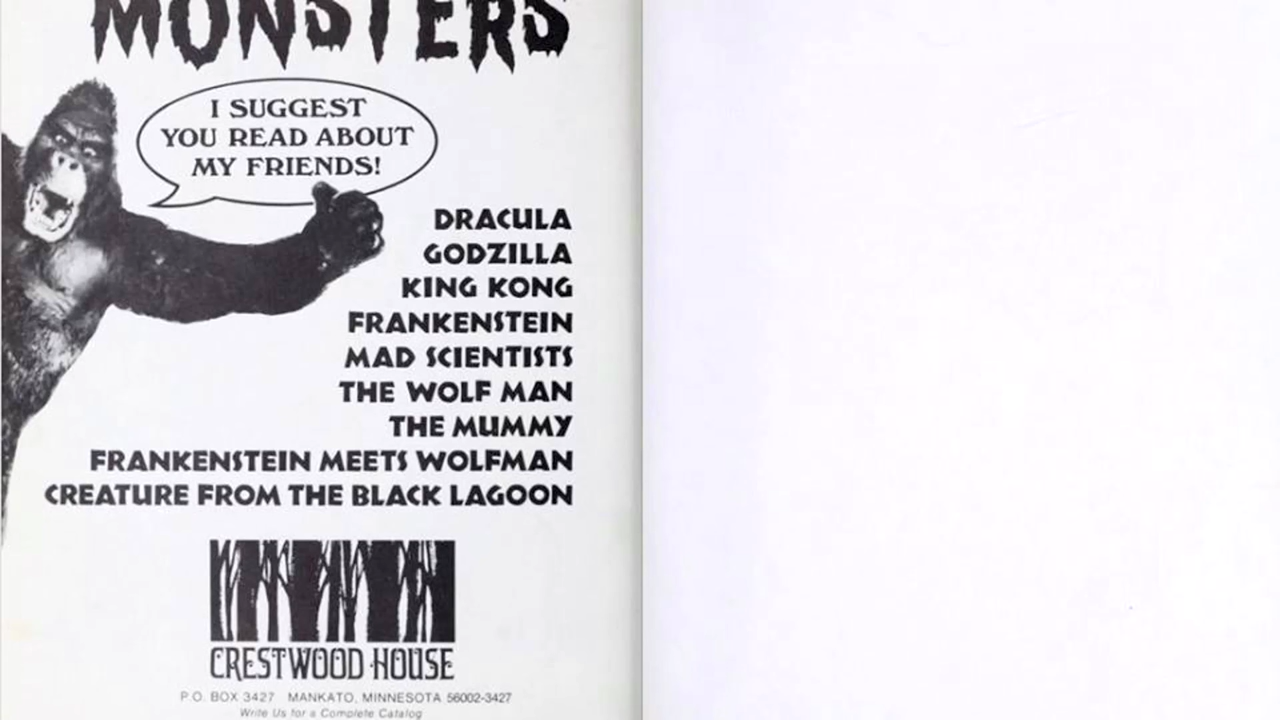 MONSTERS
I SUGGEST
YOU READ ABOUT
MY FRIENDS!
DRACULA
GODZILLA
KING KONG
FRANKENSTEIN
MAD SCIENTISTS
THE WOLF MAN
THE MUMMY
FRANKENSTEIN MEETS WOLFMAN
CREATURE FROM THE BLACK LAGOON
CRESTWOOD HOUSE
P.O. BOX 3427 MANKATO, MINNESOTA 56002-3427
Write Us for a Complete Catalog